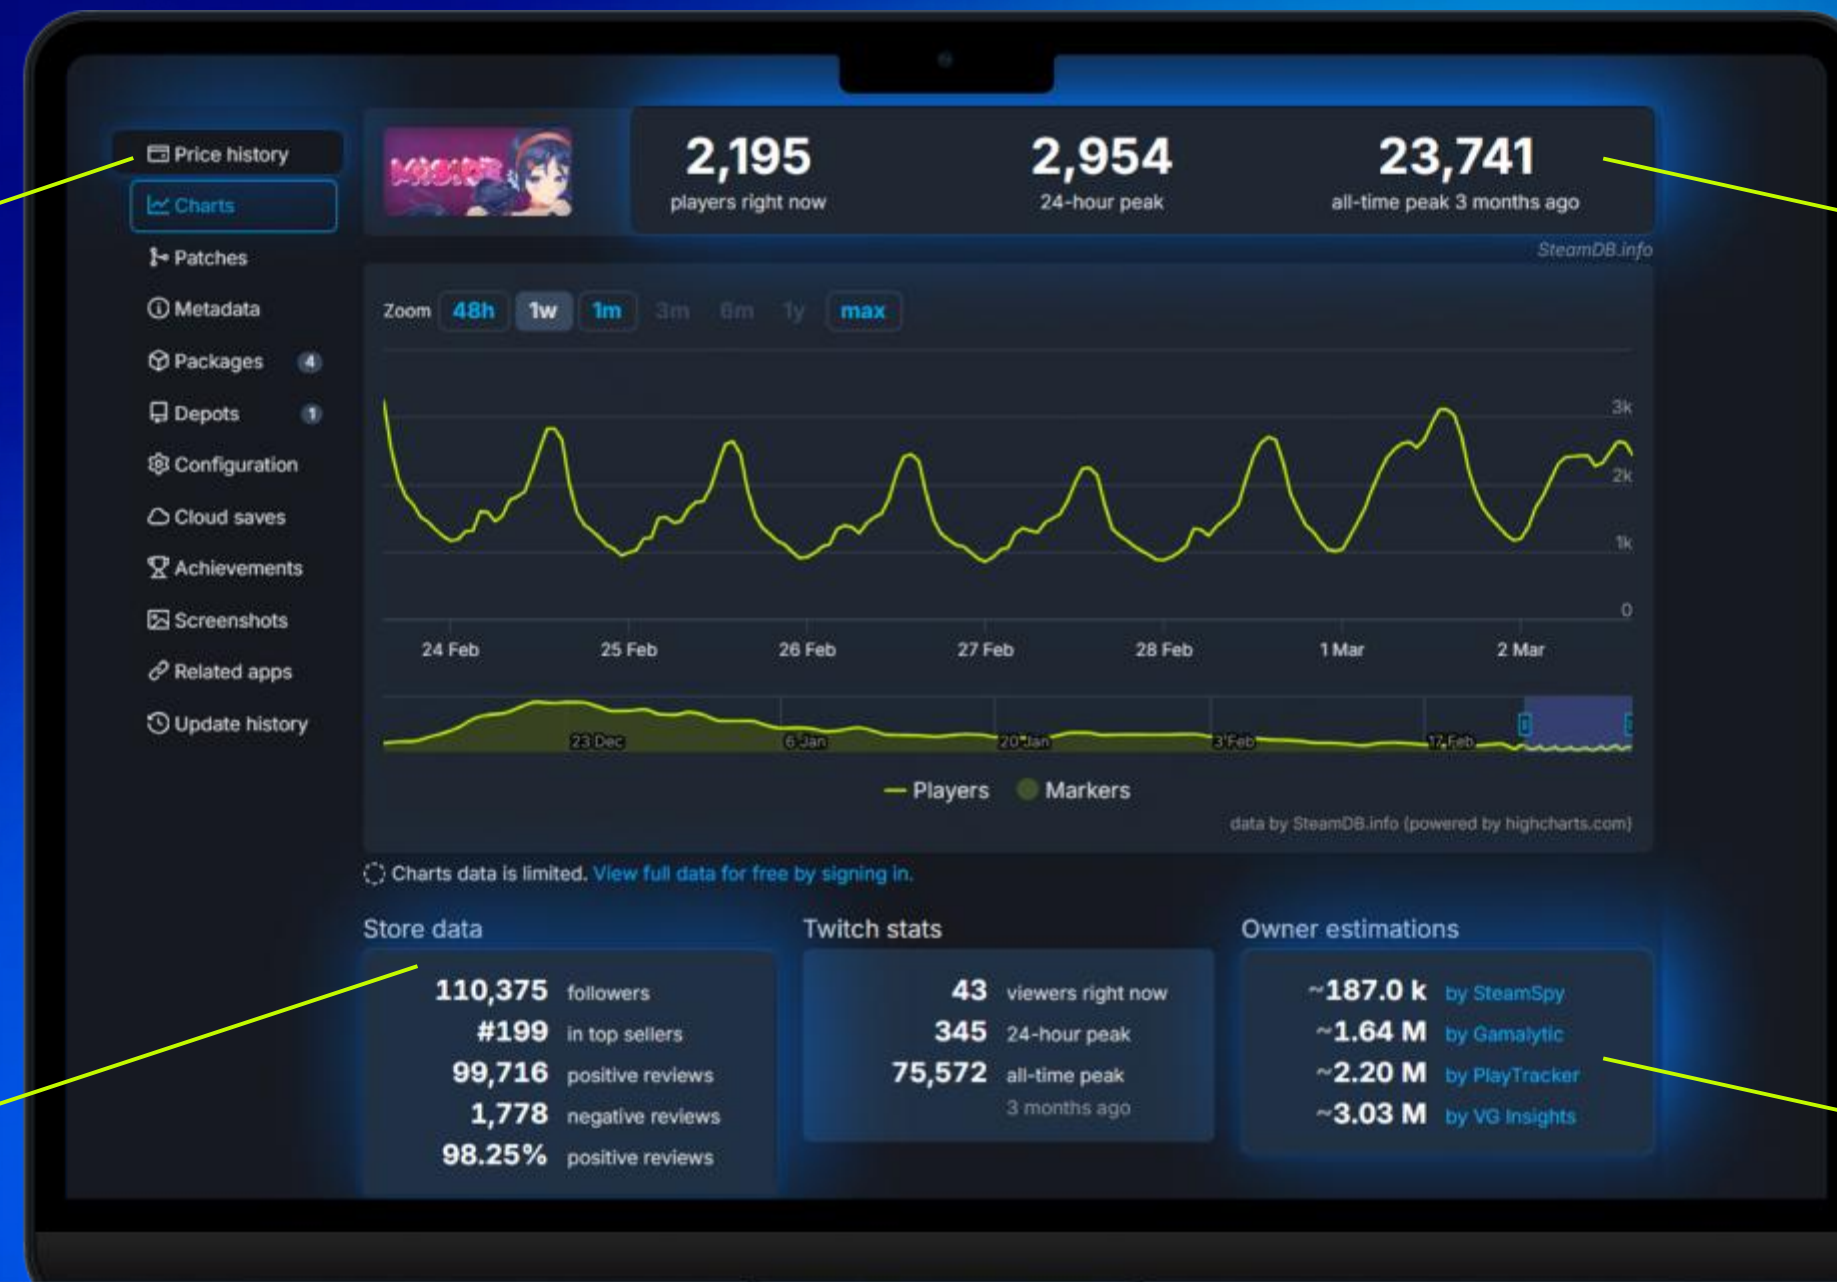 Price history
Charts
Patches
Metadata
Packages 4
Depots 1
Configuration
Cloud saves
Achievements
Screenshots
Related apps
Update history
MiSiDE
2,195 2,954 23,741
players right now 24-hour peak all-time peak 3 months ago
SteamDB.info
Zoom 48h 1w 1m 3m 6m 1y max
3k
2k
1k
0
24 Feb 25 Feb 26 Feb 27 Feb 28 Feb 1 Mar 2 Mar
23 Dec 6 Jan 20 Jan 3 Feb 17 Feb
Players Markers
data by SteamDB.info (powered by highcharts.com)
Charts data is limited. View full data for free by signing in.
Store data
110,375 followers
#199 in top sellers
99,716 positive reviews
1,778 negative reviews
98.25% positive reviews
Twitch stats
43 viewers right now
345 24-hour peak
75,572 all-time peak
3 months ago
Owner estimations
~187.0 k by SteamSpy
~1.64 M by Gamalytic
~2.20 M by PlayTracker
~3.03 M by VG Insights